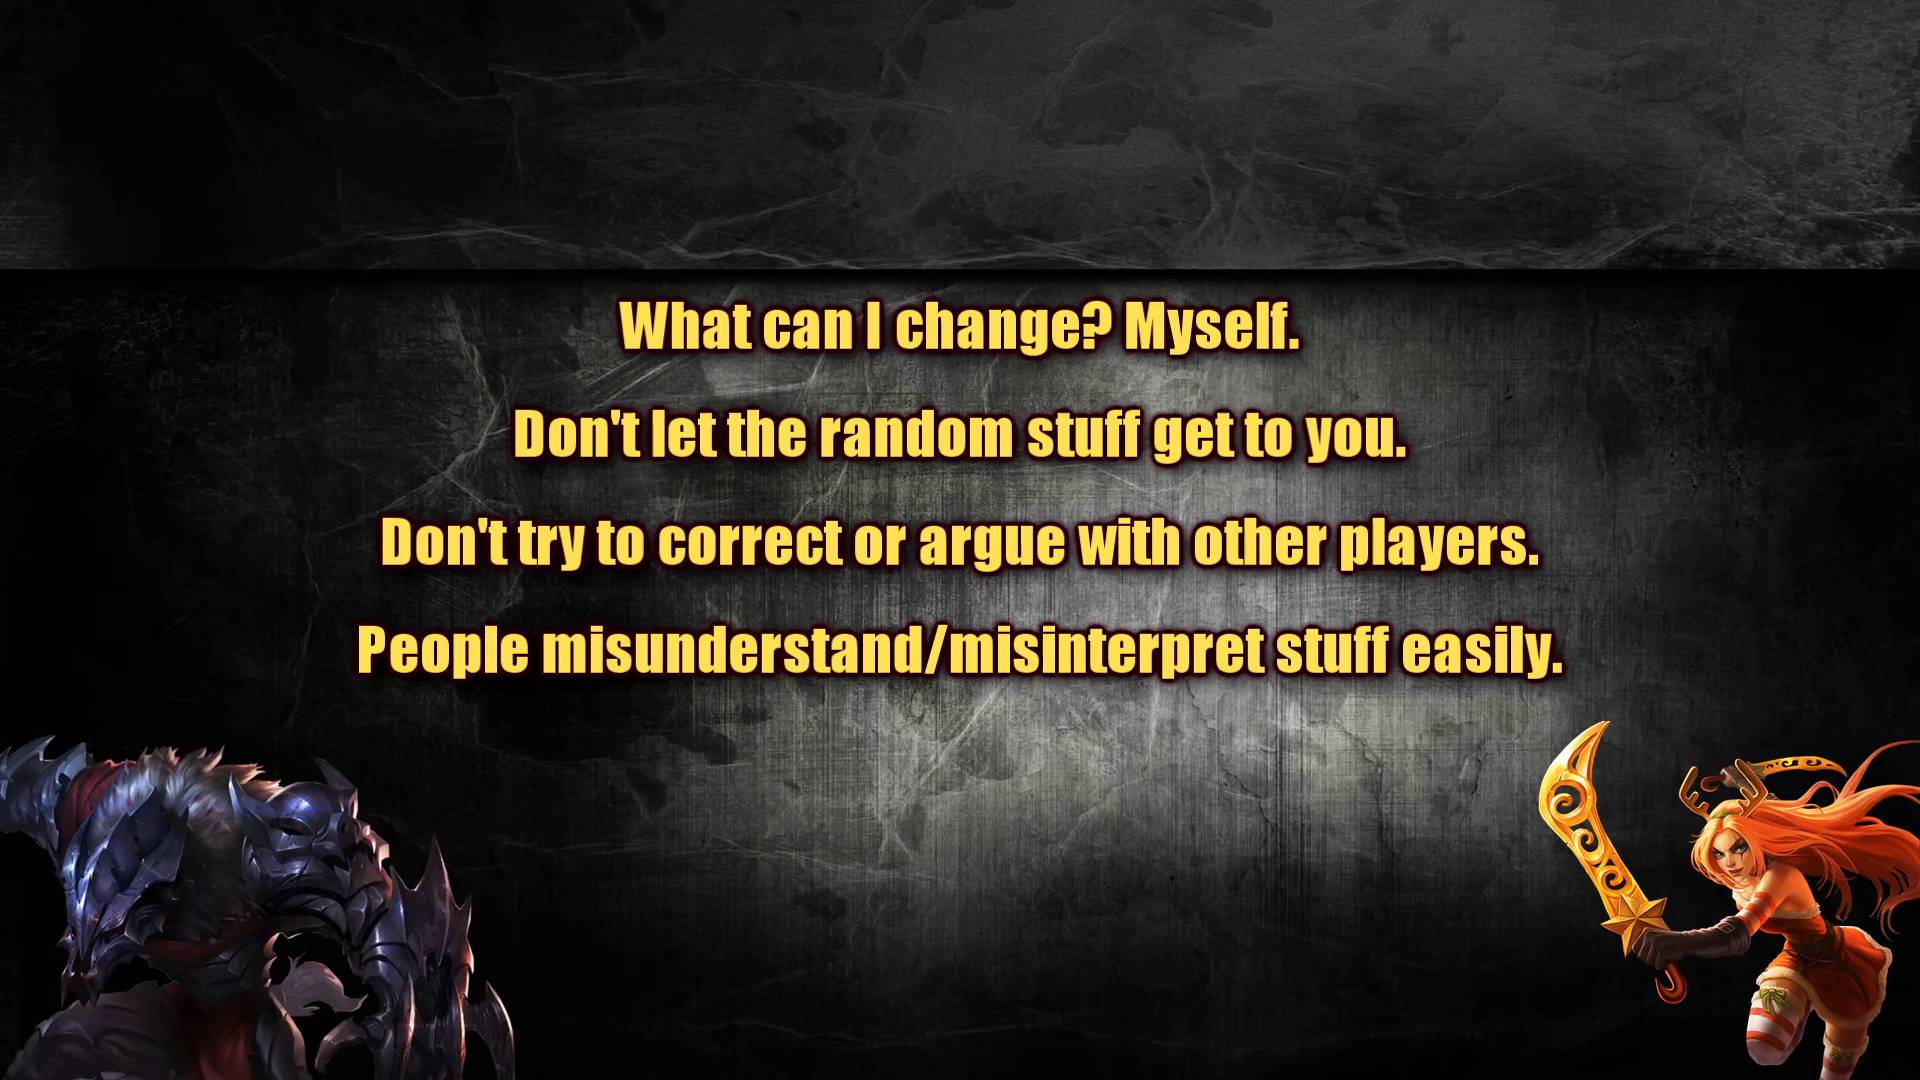 What can I change? Myself.
Don't let the random stuff get to you.
Don't try to correct or argue with other players.
People misunderstand/misinterpret stuff easily.